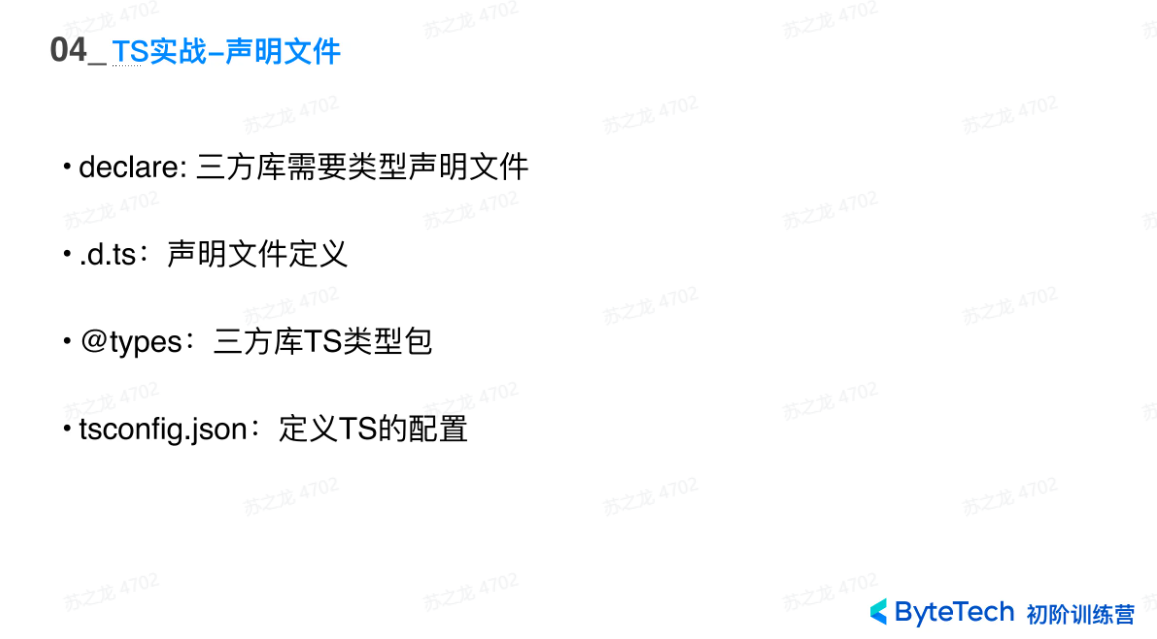 04_ TS实战-声明文件
• declare: 三方库需要类型声明文件
• .d.ts：声明文件定义
• @types：三方库TS类型包
• tsconfig.json：定义TS的配置
ByteTech 初阶训练营
苏之龙 4702